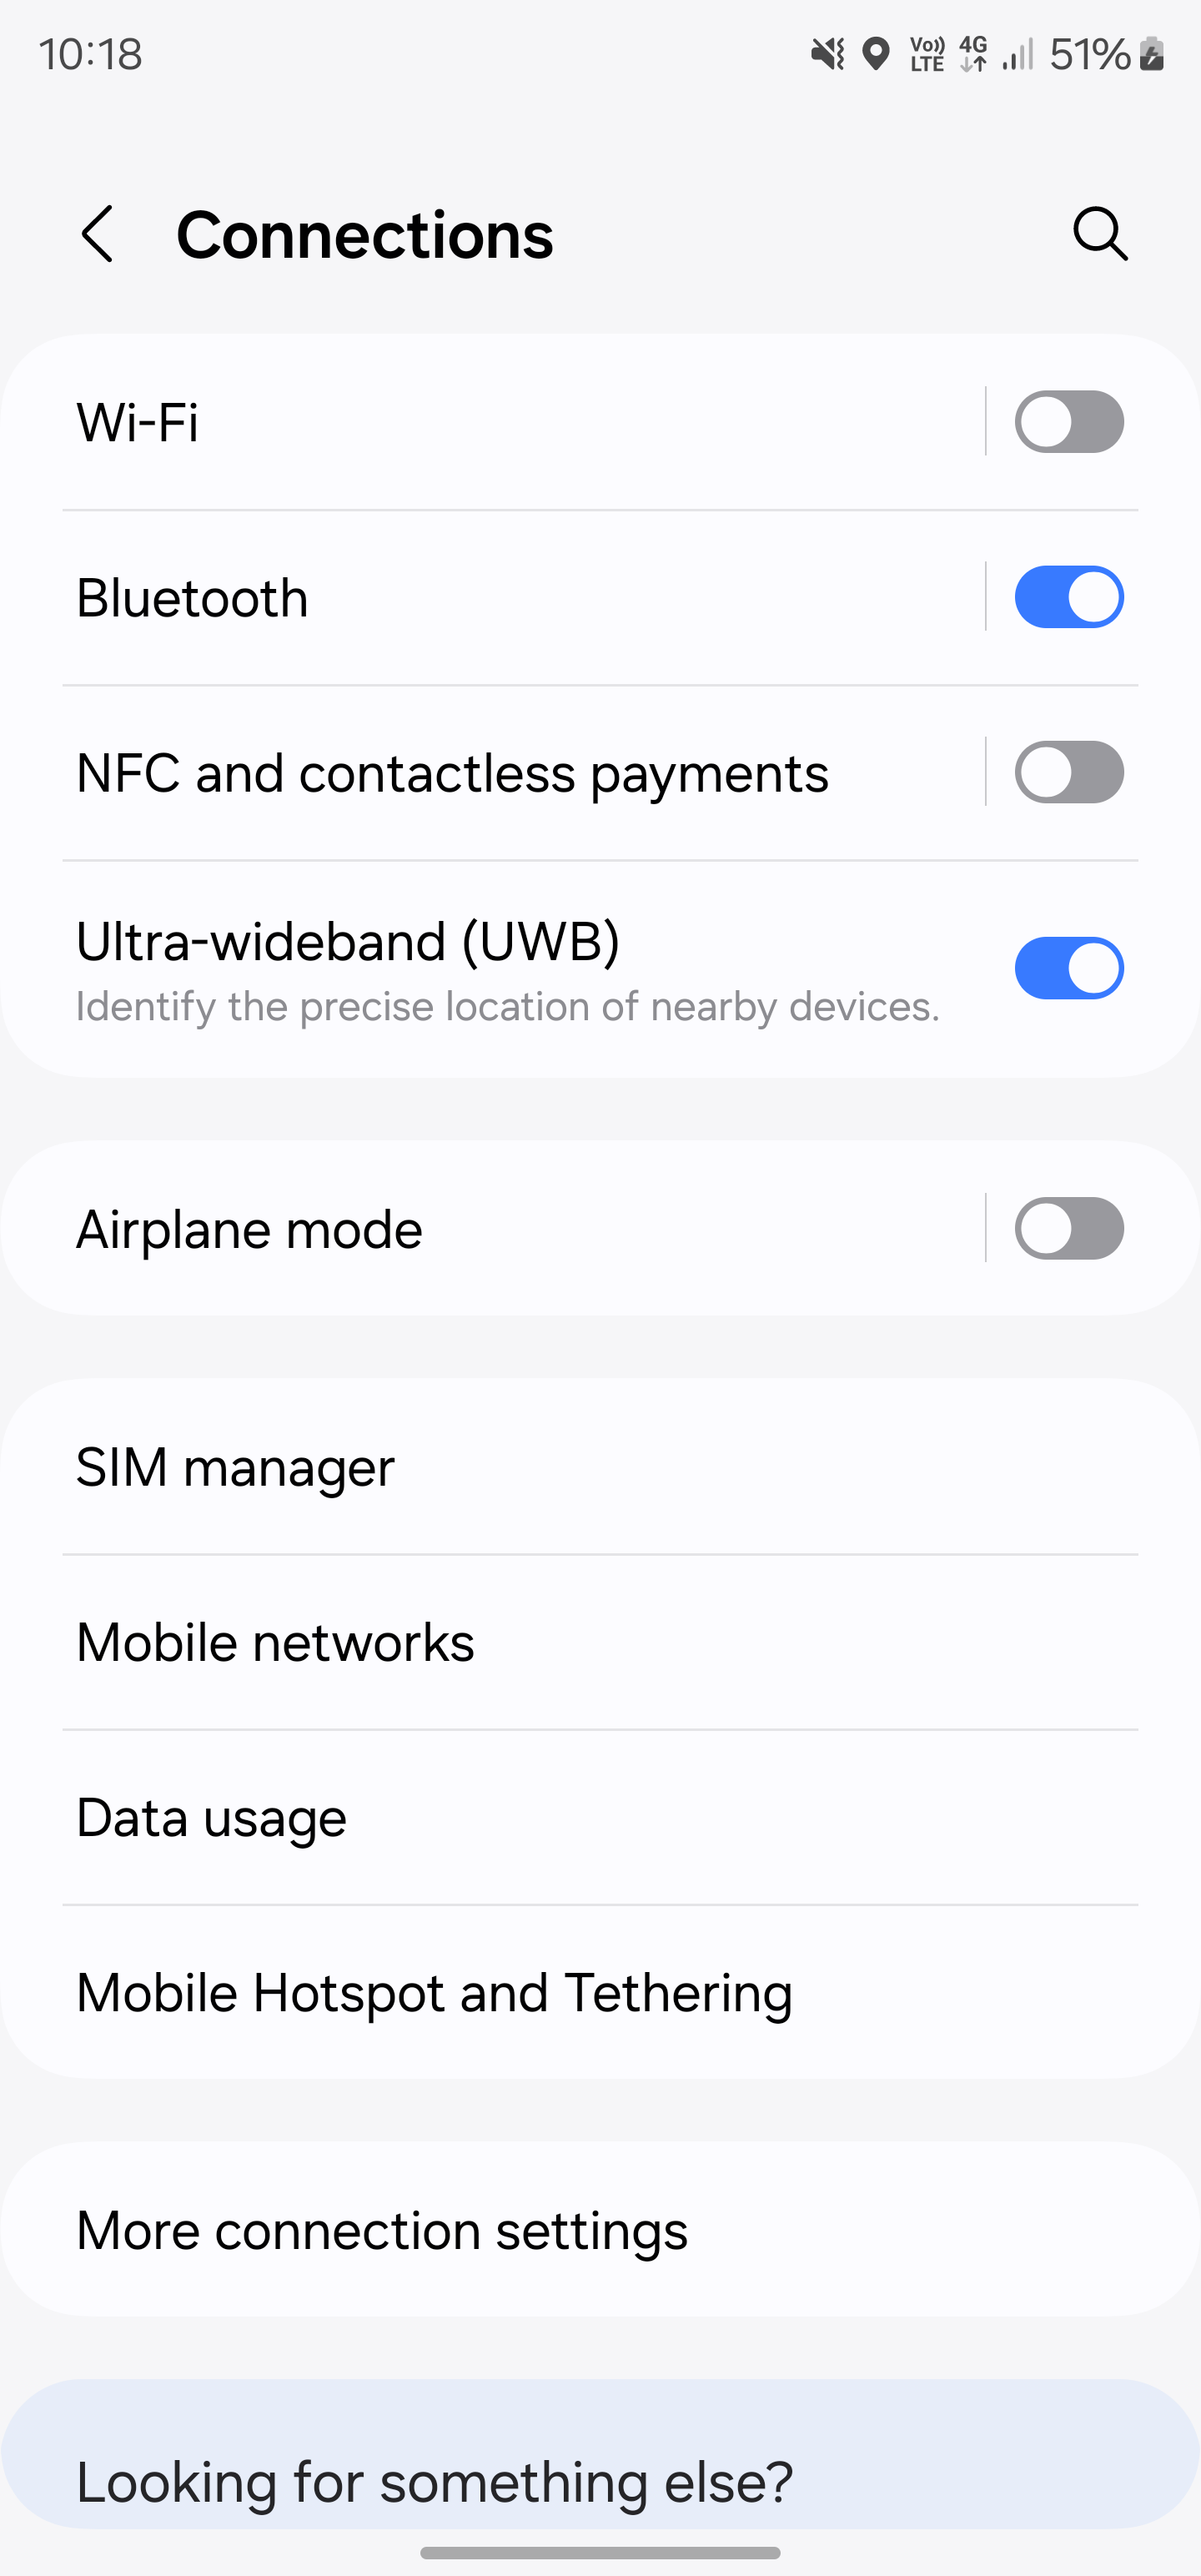 10:18 Vo)) LTE 4G 51%
Connections
Wi-Fi
Bluetooth
NFC and contactless payments
Ultra-wideband (UWB)
Identify the precise location of nearby devices.
Airplane mode
SIM manager
Mobile networks
Data usage
Mobile Hotspot and Tethering
More connection settings
Looking for something else?